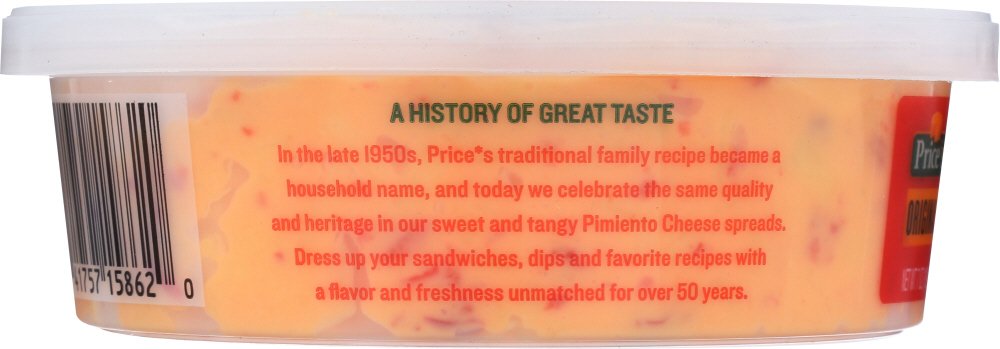 A HISTORY OF GREAT TASTE
In the late 1950s, Price*s traditional family recipe became a
household name, and today we celebrate the same quality
and heritage in our sweet and tangy Pimiento Cheese spreads.
Dress up your sandwiches, dips and favorite recipes with
a flavor and freshness unmatched for over 50 years.
41757 15862 0
Price